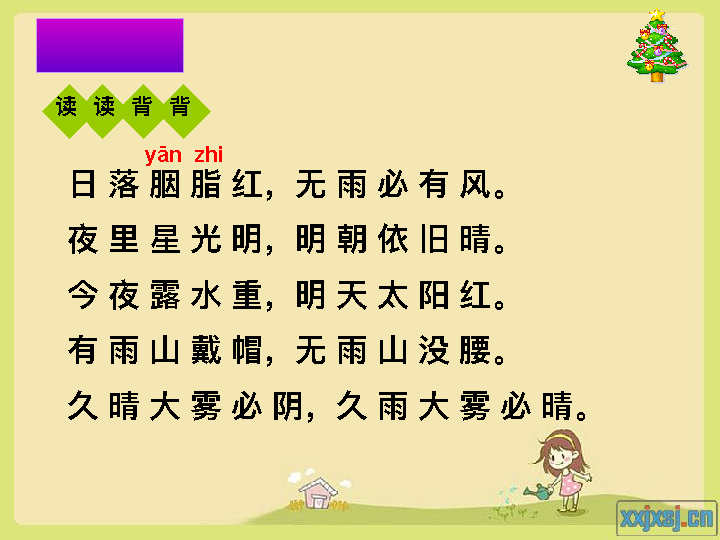 读读背背
yān zhi
日落胭脂红，无雨必有风。
夜里星光明，明朝依旧晴。
今夜露水重，明天太阳红。
有雨山戴帽，无雨山没腰。
久晴大雾必阴，久雨大雾必晴。
xxjxsj.cn